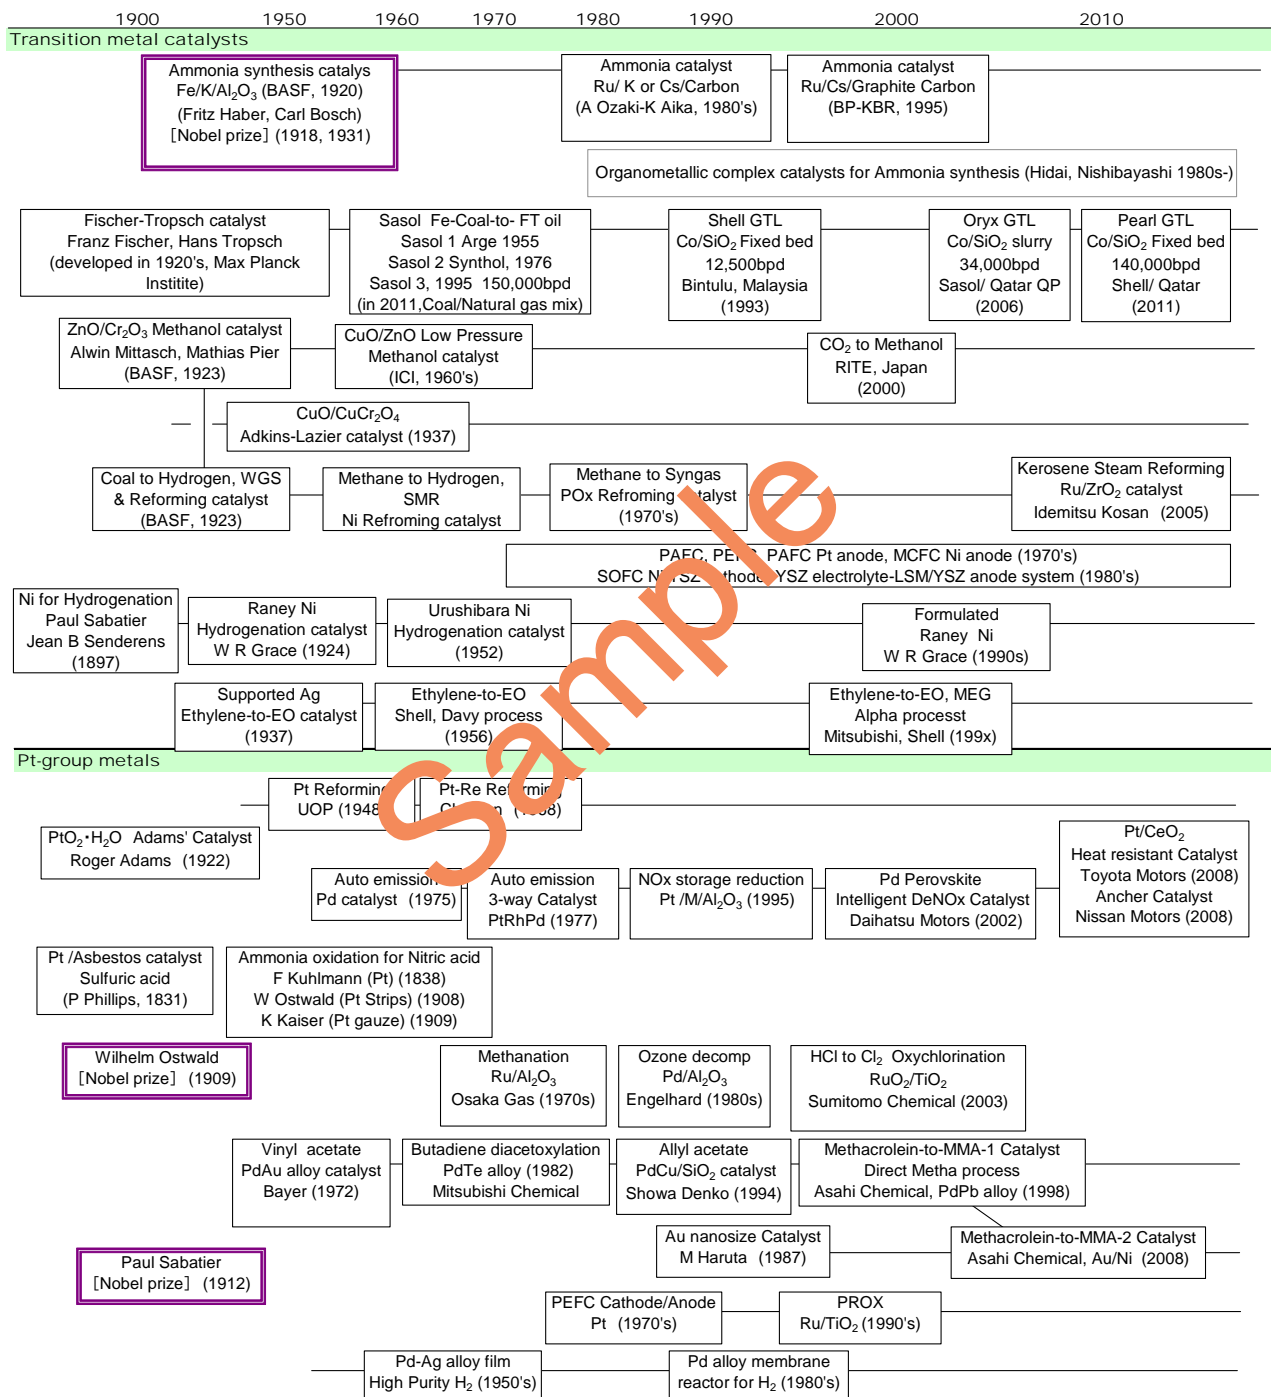 1900 1950 1960 1970 1980 1990 2000 2010
Transition metal catalysts
Ammonia synthesis catalys
Fe/K/Al2O3 (BASF, 1920)
(Fritz Haber, Carl Bosch)
[Nobel prize] (1918, 1931)
Ammonia catalyst
Ru/ K or Cs/Carbon
(A Ozaki-K Aika, 1980's)
Ammonia catalyst
Ru/Cs/Graphite Carbon
(BP-KBR, 1995)
Organometallic complex catalysts for Ammonia synthesis (Hidai, Nishibayashi 1980s-)
Fischer-Tropsch catalyst
Franz Fischer, Hans Tropsch
(developed in 1920's, Max Planck
Institite)
Sasol Fe-Coal-to- FT oil
Sasol 1 Arge 1955
Sasol 2 Synthol, 1976
Sasol 3, 1995 150,000bpd
(in 2011,Coal/Natural gas mix)
Shell GTL
Co/SiO2 Fixed bed
12,500bpd
Bintulu, Malaysia
(1993)
Oryx GTL
Co/SiO2 slurry
34,000bpd
Sasol/ Qatar QP
(2006)
Pearl GTL
Co/SiO2 Fixed bed
140,000bpd
Shell/ Qatar
(2011)
ZnO/Cr2O3 Methanol catalyst
Alwin Mittasch, Mathias Pier
(BASF, 1923)
CuO/ZnO Low Pressure
Methanol catalyst
(ICI, 1960's)
CO2 to Methanol
RITE, Japan
(2000)
CuO/CuCr2O4
Adkins-Lazier catalyst (1937)
Coal to Hydrogen, WGS
& Reforming catalyst
(BASF, 1923)
Methane to Hydrogen,
SMR
Ni Refroming catalyst
Methane to Syngas
POx Refroming catalyst
(1970's)
Kerosene Steam Reforming
Ru/ZrO2 catalyst
Idemitsu Kosan (2005)
PAFC, PEFC, PAFC Pt anode, MCFC Ni anode (1970's)
SOFC Ni/YSZ cathode YSZ electrolyte-LSM/YSZ anode system (1980's)
Ni for Hydrogenation
Paul Sabatier
Jean B Senderens
(1897)
Raney Ni
Hydrogenation catalyst
W R Grace (1924)
Urushibara Ni
Hydrogenation catalyst
(1952)
Formulated
Raney Ni
W R Grace (1990s)
Supported Ag
Ethylene-to-EO catalyst
(1937)
Ethylene-to-EO
Shell, Davy process
(1956)
Ethylene-to-EO, MEG
Alpha processt
Mitsubishi, Shell (199x)
Pt-group metals
Pt Reforming
UOP (1948)
Pt-Re Reforming
PtO2•H2O Adams' Catalyst
Roger Adams (1922)
Auto emission
Pd catalyst (1975)
Auto emission
3-way Catalyst
PtRhPd (1977)
NOx storage reduction
Pt /M/Al2O3 (1995)
Pd Perovskite
Intelligent DeNOx Catalyst
Daihatsu Motors (2002)
Pt/CeO2
Heat resistant Catalyst
Toyota Motors (2008)
Ancher Catalyst
Nissan Motors (2008)
Pt /Asbestos catalyst
Sulfuric acid
(P Phillips, 1831)
Ammonia oxidation for Nitric acid
F Kuhlmann (Pt) (1838)
W Ostwald (Pt Strips) (1908)
K Kaiser (Pt gauze) (1909)
Wilhelm Ostwald
[Nobel prize] (1909)
Methanation
Ru/Al2O3
Osaka Gas (1970s)
Ozone decomp
Pd/Al2O3
Engelhard (1980s)
HCl to Cl2 Oxychlorination
RuO2/TiO2
Sumitomo Chemical (2003)
Vinyl acetate
PdAu alloy catalyst
Bayer (1972)
Butadiene diacetoxylation
PdTe alloy (1982)
Mitsubishi Chemical
Allyl acetate
PdCu/SiO2 catalyst
Showa Denko (1994)
Methacrolein-to-MMA-1 Catalyst
Direct Metha process
Asahi Chemical, PdPb alloy (1998)
Au nanosize Catalyst
M Haruta (1987)
Methacrolein-to-MMA-2 Catalyst
Asahi Chemical, Au/Ni (2008)
Paul Sabatier
[Nobel prize] (1912)
PEFC Cathode/Anode
Pt (1970's)
PROX
Ru/TiO2 (1990's)
Pd-Ag alloy film
High Purity H2 (1950's)
Pd alloy membrane
reactor for H2 (1980's)
Sample